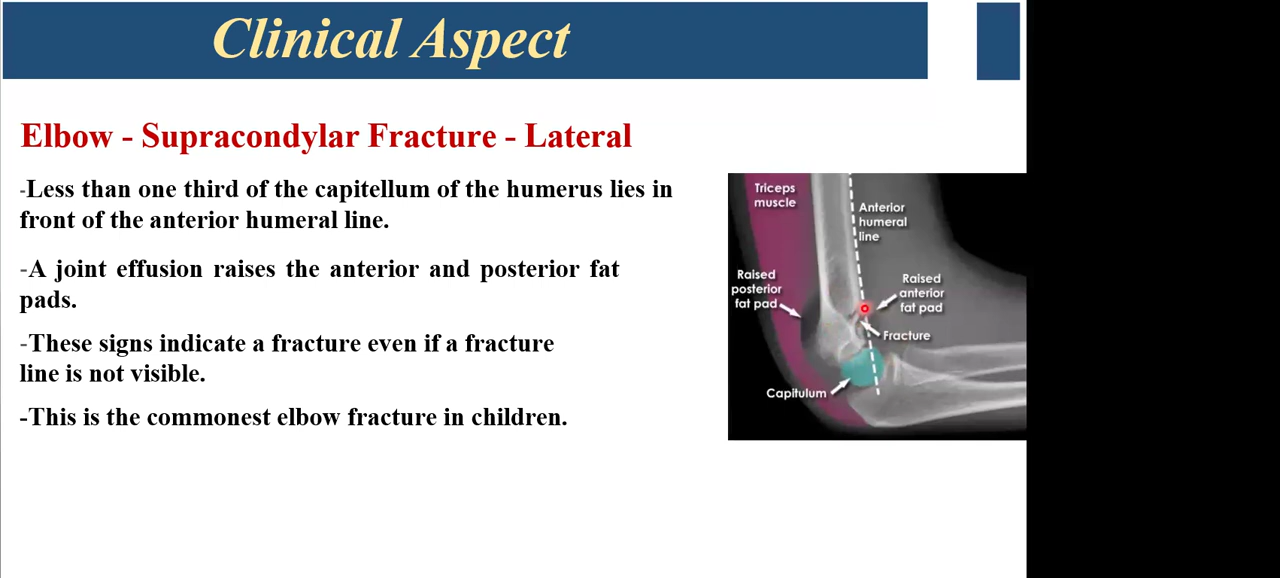 Clinical Aspect
Elbow - Supracondylar Fracture - Lateral
-Less than one third of the capitellum of the humerus lies in
front of the anterior humeral line.
-A joint effusion raises the anterior and posterior fat
pads.
-These signs indicate a fracture even if a fracture
line is not visible.
-This is the commonest elbow fracture in children.
Triceps
muscle
Anterior
humeral
line
Raised
posterior
fat pad
Raised
anterior
fat pad
Fracture
Capitulum